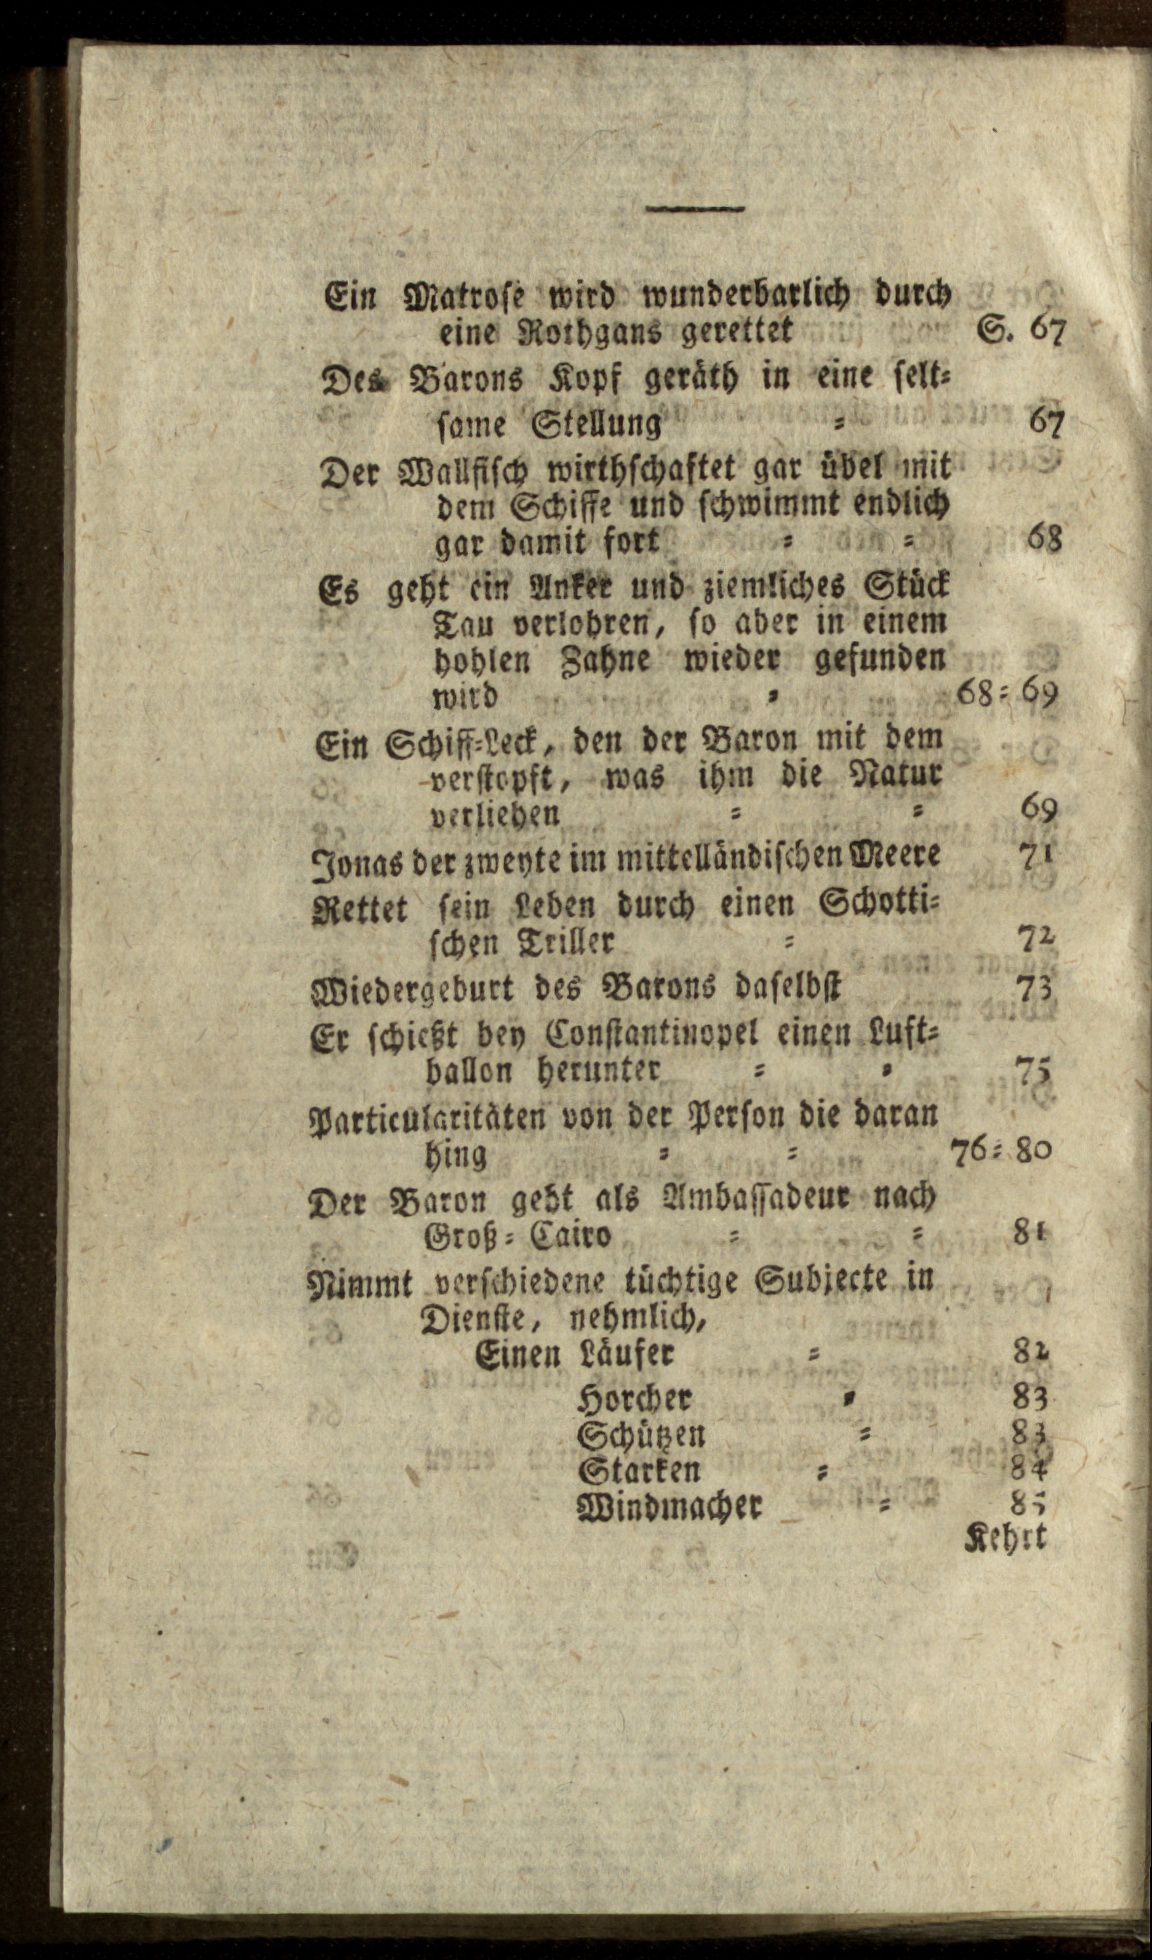 Ein Matrose wird wunderbarlich durch
eine Rothgans gerettet S. 67
Des Barons Kopf geräth in eine selt=
same Stellung = 67
Der Wallfisch wirthschaftet gar übel mit
dem Schiffe und schwimmt endlich
gar damit fort = = 68
Es geht ein Anker und ziemliches Stück
Tau verlohren, so aber in einem
hohlen Zahne wieder gefunden
wird = 68=69
Ein Schiff=Leck, den der Baron mit dem
verstopft, was ihm die Natur
verliehen = = 69
Jonas der zweyte im mittelländischen Meere 71
Rettet sein Leben durch einen Schotti=
schen Triller = 72
Wiedergeburt des Barons daselbst 73
Er schießt bey Constantinopel einen Luft=
ballon herunter = = 75
Particularitäten von der Person die daran
hing = = 76=80
Der Baron geht als Ambassadeur nach
Groß=Cairo = = 81
Nimmt verschiedene tüchtige Subjecte in
Dienste, nehmlich,
Einen Läufer = 82
Horcher = 83
Schützen = 83
Starken = 84
Windmacher = 85
Kehrt